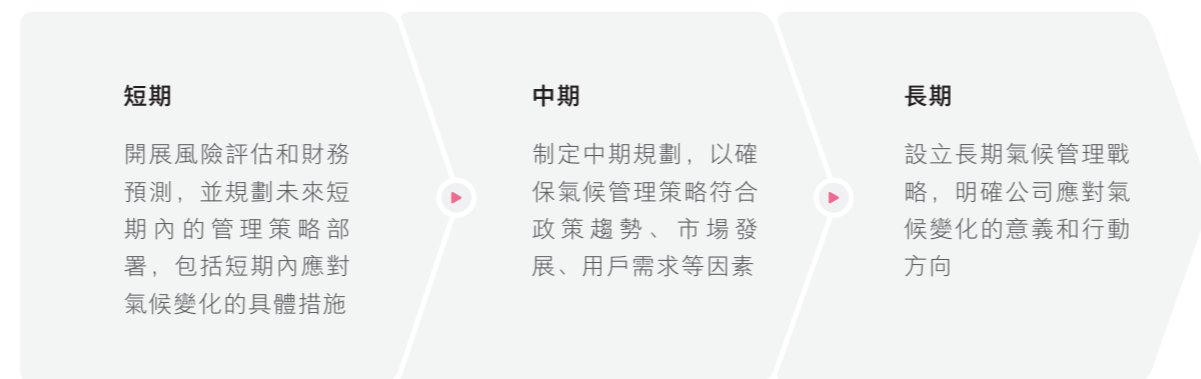 短期
開展風險評估和財務
預測，並規劃未來短
期內的管理策略部
署，包括短期內應對
氣候變化的具體措施
中期
制定中期規劃，以確
保氣候管理策略符合
政策趨勢、市場發
展、用戶需求等因素
長期
設立長期氣候管理戰
略，明確公司應對氣
候變化的意義和行動
方向